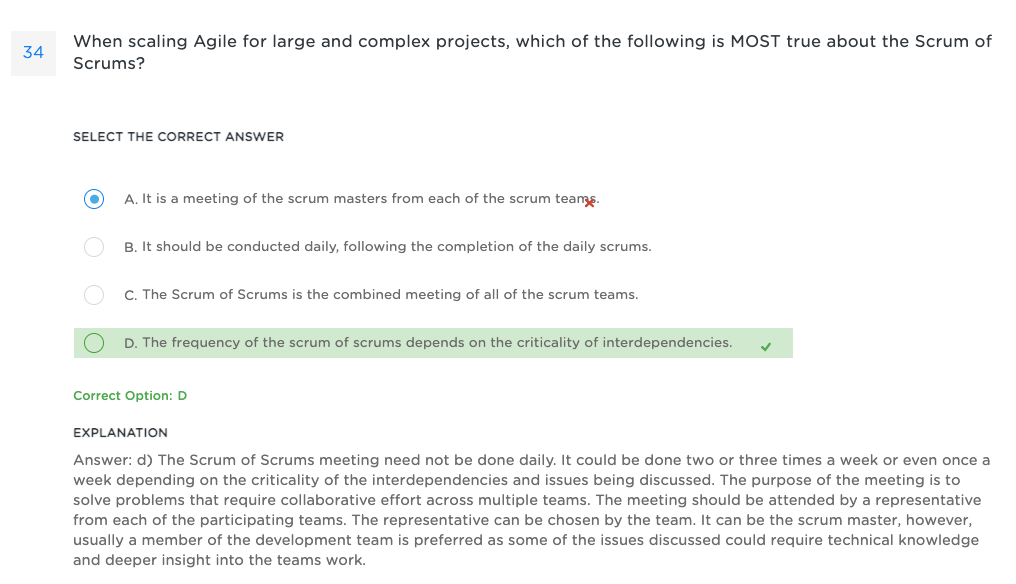 34
When scaling Agile for large and complex projects, which of the following is MOST true about the Scrum of
Scrums?
SELECT THE CORRECT ANSWER
A. It is a meeting of the scrum masters from each of the scrum teams.
B. It should be conducted daily, following the completion of the daily scrums.
C. The Scrum of Scrums is the combined meeting of all of the scrum teams.
D. The frequency of the scrum of scrums depends on the criticality of interdependencies.
Correct Option: D
EXPLANATION
Answer: d) The Scrum of Scrums meeting need not be done daily. It could be done two or three times a week or even once a
week depending on the criticality of the interdependencies and issues being discussed. The purpose of the meeting is to
solve problems that require collaborative effort across multiple teams. The meeting should be attended by a representative
from each of the participating teams. The representative can be chosen by the team. It can be the scrum master, however,
usually a member of the development team is preferred as some of the issues discussed could require technical knowledge
and deeper insight into the teams work.